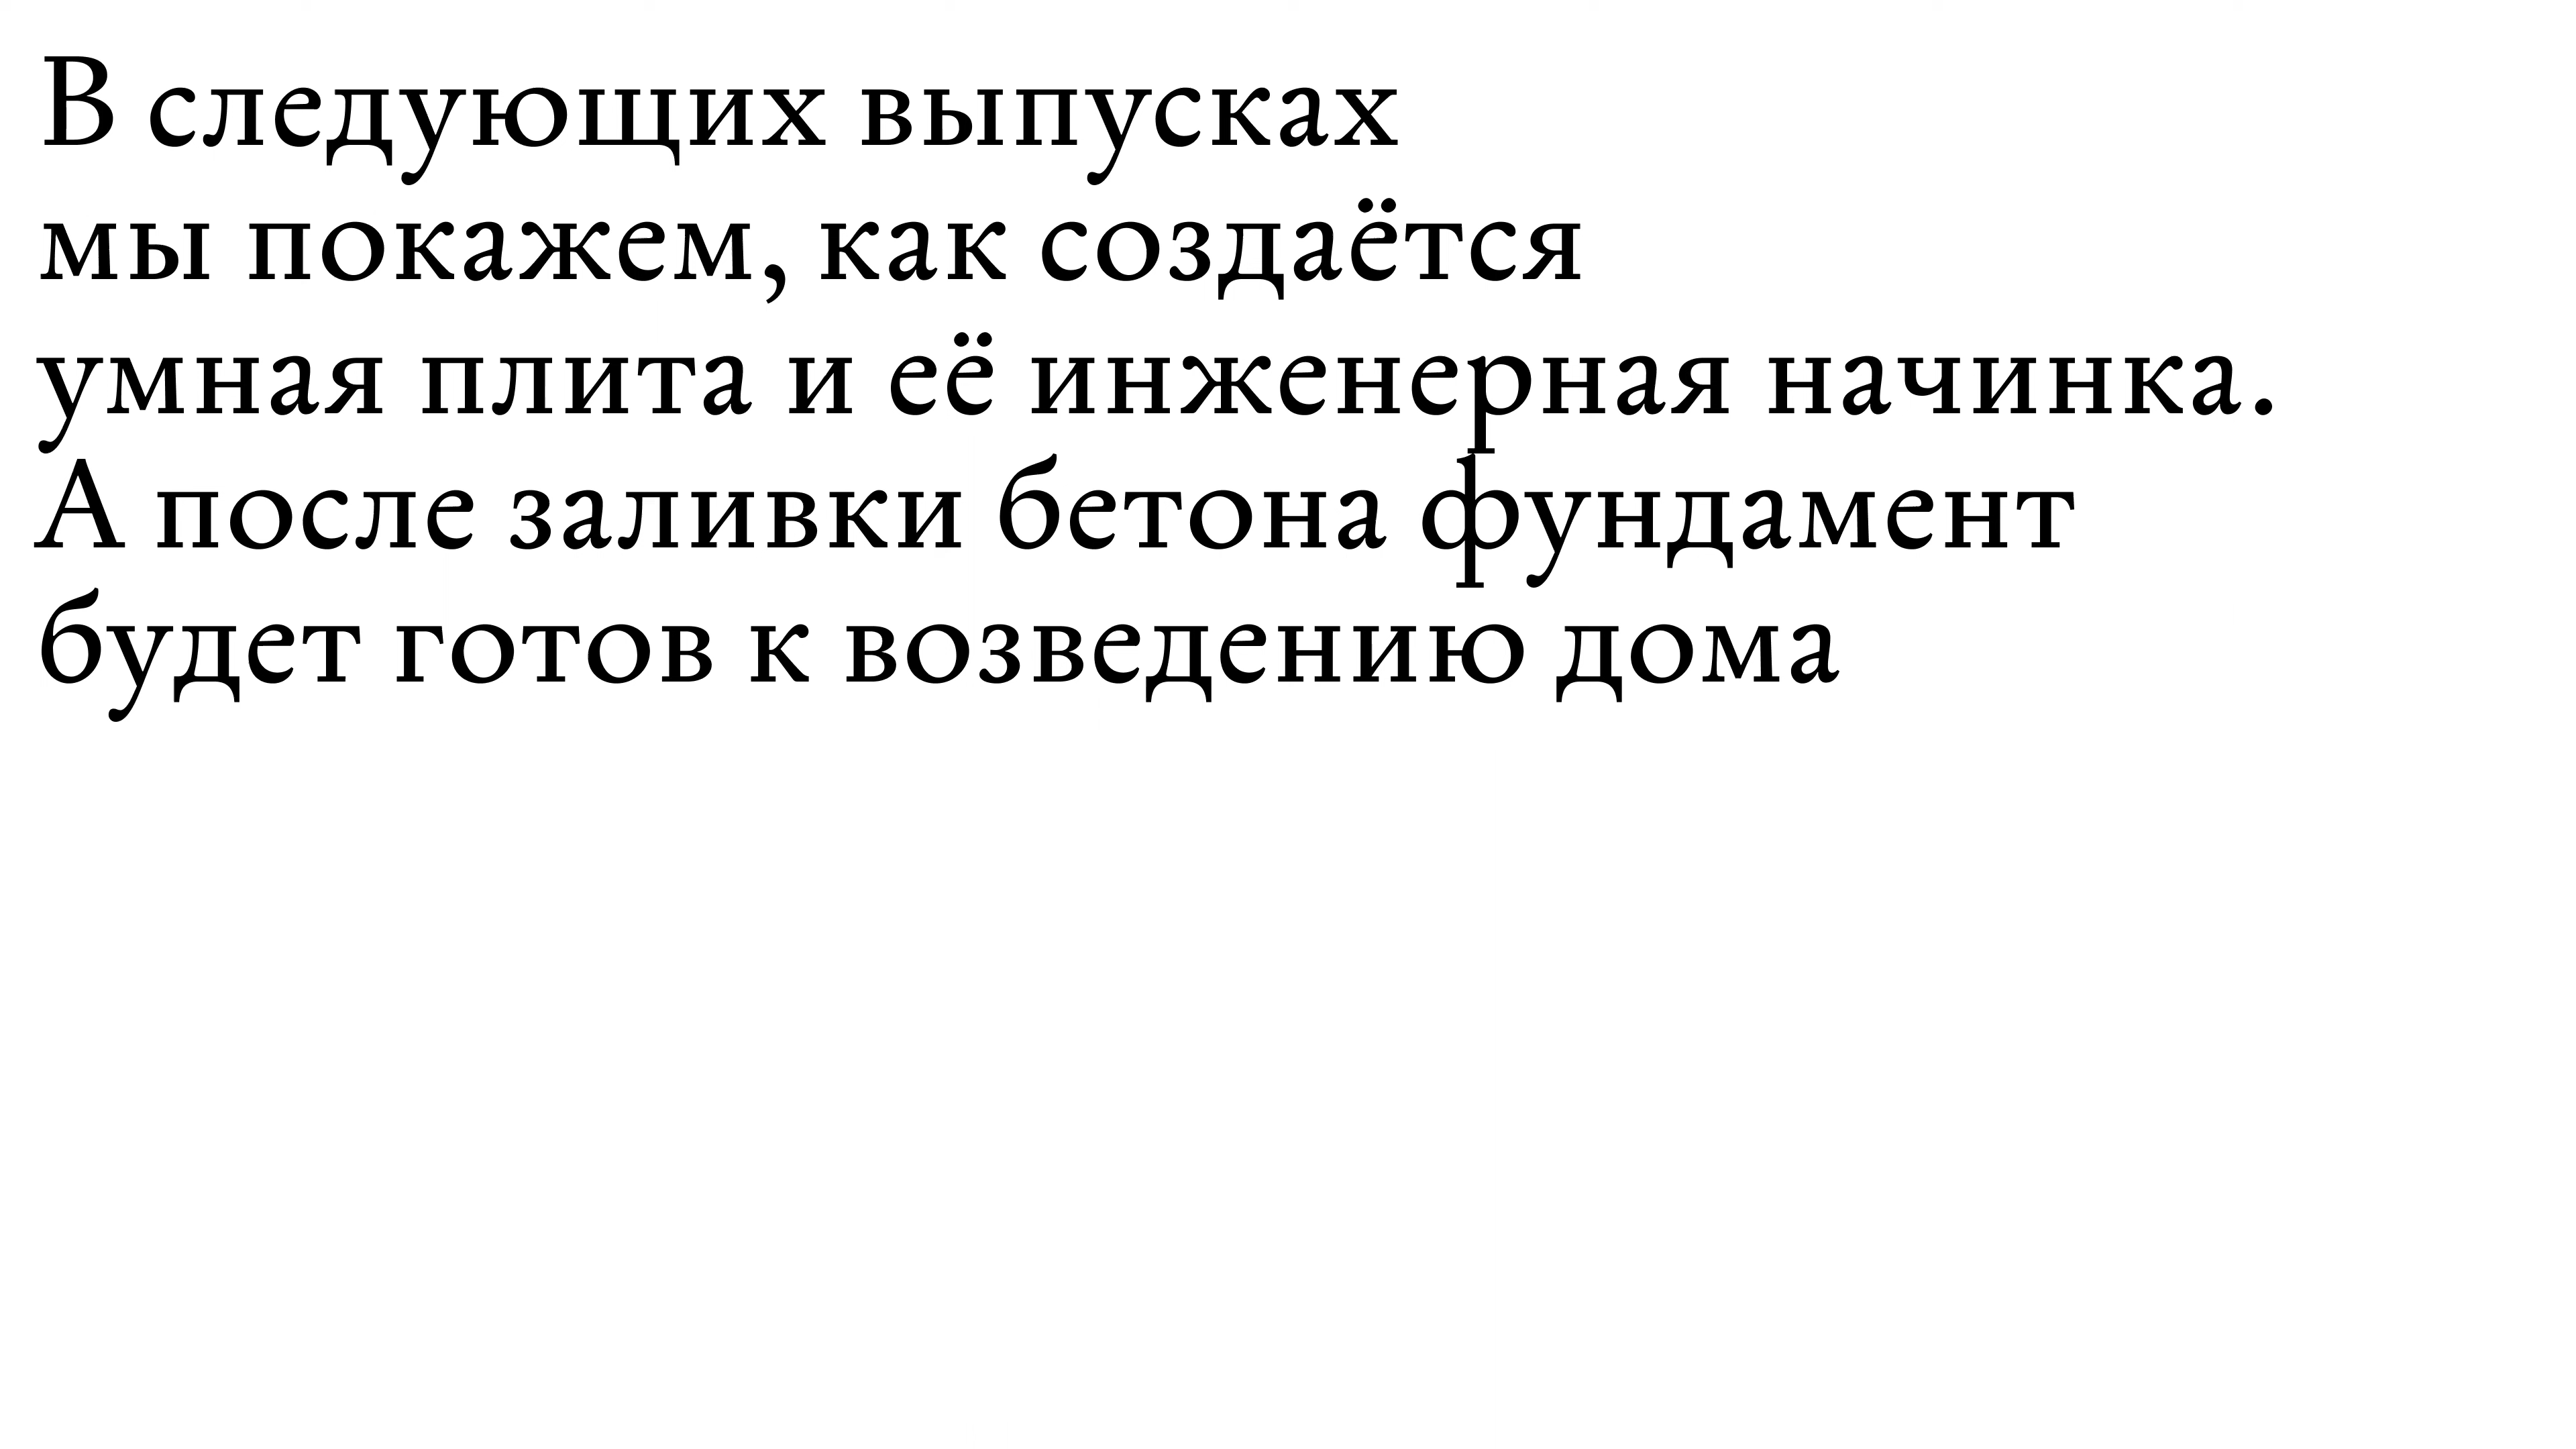 В следующих выпусках
мы покажем, как создаётся
умная плита и её инженерная начинка.
А после заливки бетона фундамент
будет готов к возведению дома